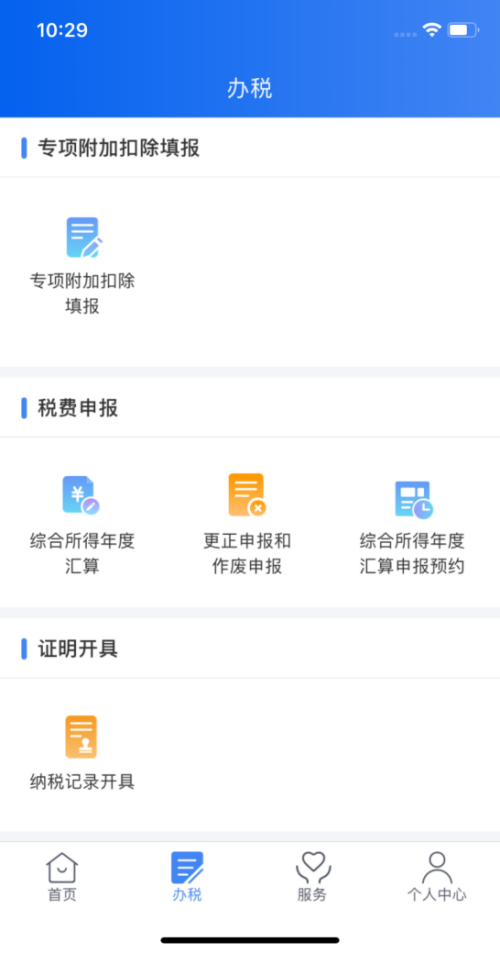 10:29
办税
专项附加扣除填报
专项附加扣除
填报
税费申报
综合所得年度
汇算
更正申报和
作废申报
综合所得年度
汇算申报预约
证明开具
纳税记录开具
首页
办税
服务
个人中心